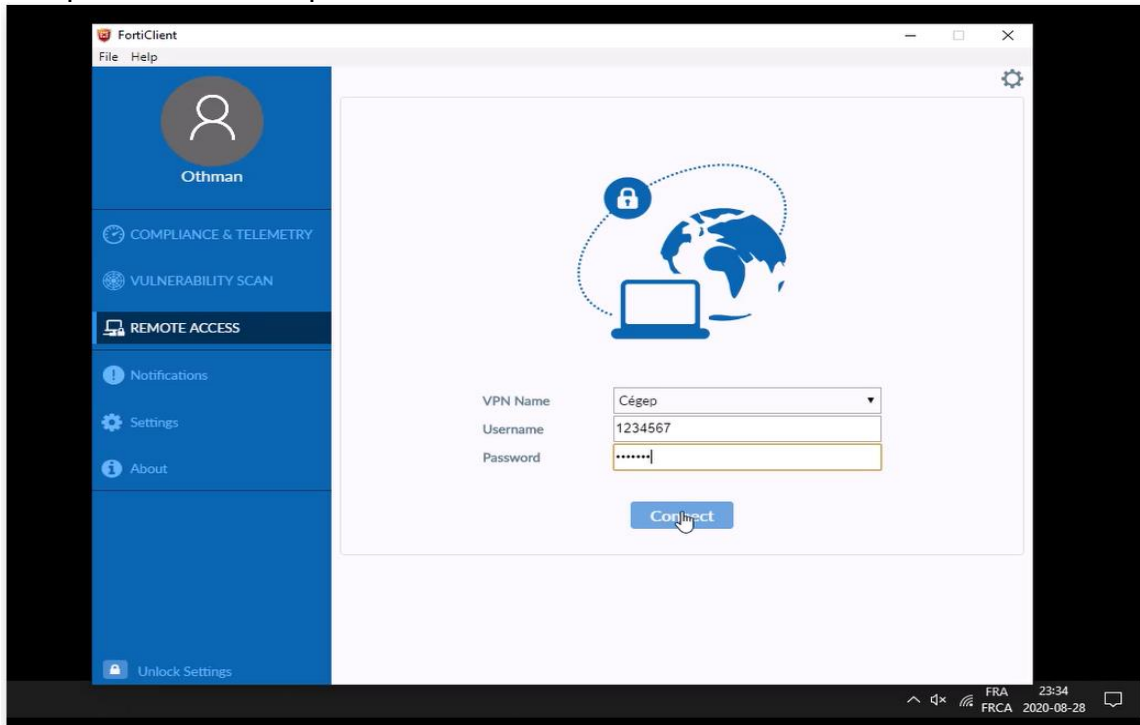 FortiClient
File Help
Othman
COMPLIANCE & TELEMETRY
VULNERABILITY SCAN
REMOTE ACCESS
Notifications
Settings
About
Unlock Settings
VPN Name Cégep
Username 1234567
Password •••••••
Connect
FRA 23:34
FRCA 2020-08-28